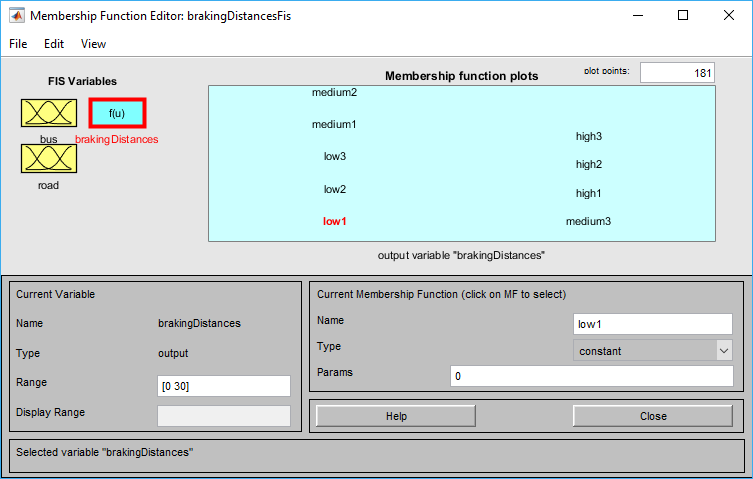 Membership Function Editor: brakingDistancesFis
File Edit View
FIS Variables
f(u)
bus
brakingDistances
road
Membership function plots
plot points:
181
medium2
medium1
low3
low2
low1
high3
high2
high1
medium3
output variable "brakingDistances"
Current Variable
Name brakingDistances
Type output
Range [0 30]
Display Range
Current Membership Function (click on MF to select)
Name low1
Type constant
Params 0
Help Close
Selected variable "brakingDistances"